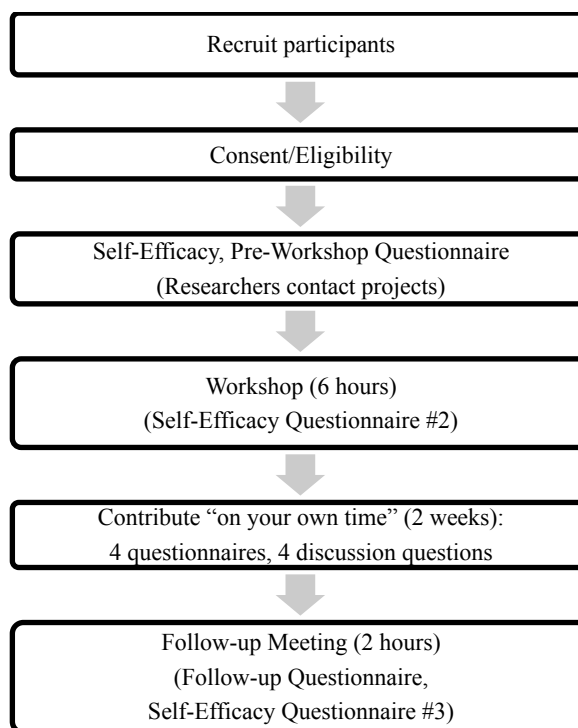 Recruit participants
Consent/Eligibility
Self-Efficacy, Pre-Workshop Questionnaire
(Researchers contact projects)
Workshop (6 hours)
(Self-Efficacy Questionnaire #2)
Contribute “on your own time” (2 weeks):
4 questionnaires, 4 discussion questions
Follow-up Meeting (2 hours)
(Follow-up Questionnaire,
Self-Efficacy Questionnaire #3)